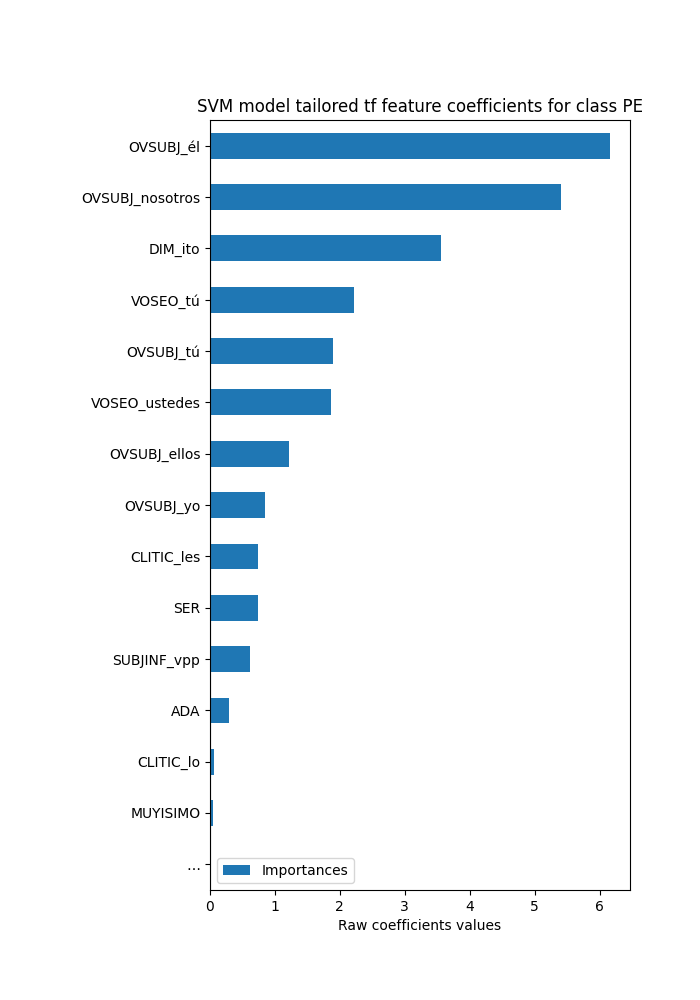 SVM model tailored tf feature coefficients for class PE
OVSUBJ_él
OVSUBJ_nosotros
DIM_ito
VOSEO_tú
OVSUBJ_tú
VOSEO_ustedes
OVSUBJ_ellos
OVSUBJ_yo
CLITIC_les
SER
SUBJINF_vpp
ADA
CLITIC_lo
MUYISIMO
...
Importances
0 1 2 3 4 5 6
Raw coefficients values